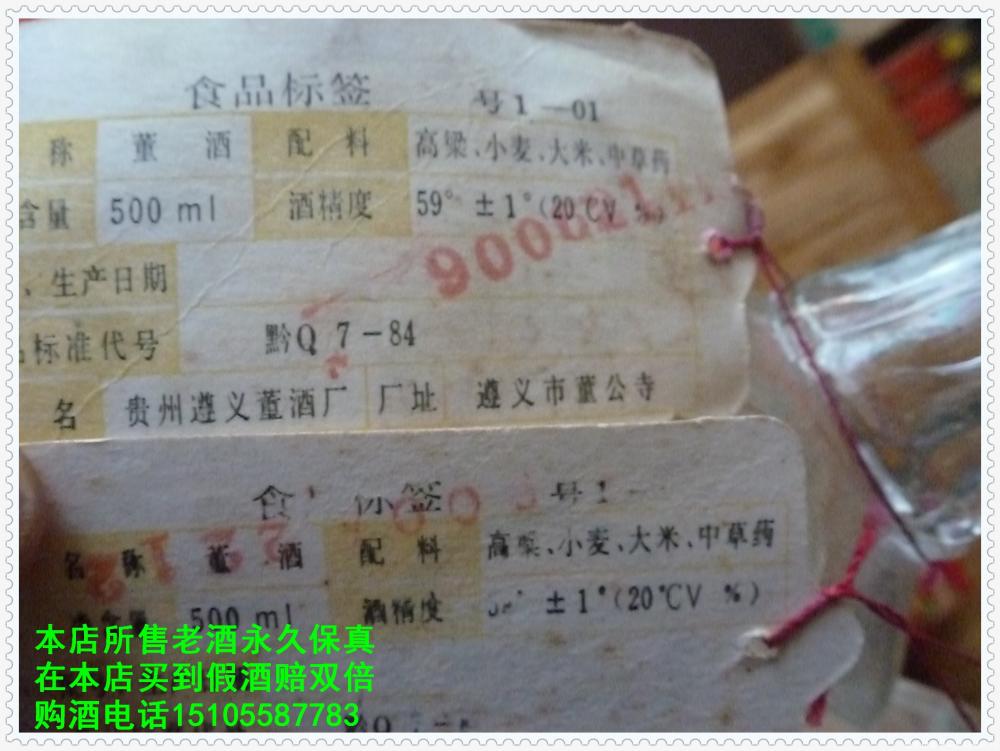 食品标签 号1-01
称 董酒 配料 高梁、小麦、大米、中草药
含量 500 ml 酒精度 59°±1°(20℃V %)
、生产日期
标准代号 黔Q 7-84
名 贵州遵义董酒厂 厂址 遵义市董公寺
食 标签 号1-
名称 董酒 配料 高粱、小麦、大米、中草药
含量 500 ml 酒精度 ±1°(20℃V %)
本店所售老酒永久保真
在本店买到假酒赔双倍
购酒电话15105587783